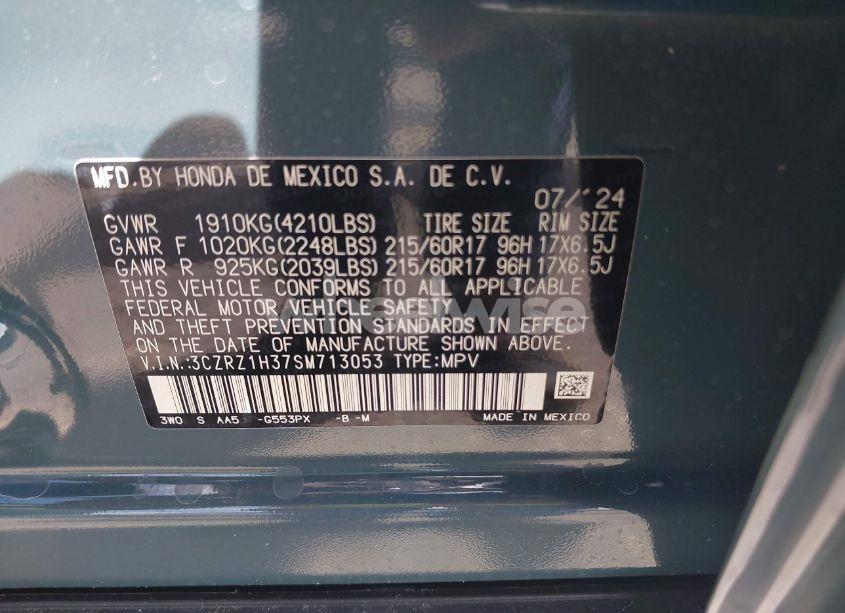 MFD.BY HONDA DE MEXICO S.A. DE C.V.
07/'24
GVWR 1910KG(4210LBS) TIRE SIZE RIM SIZE
GAWR F 1020KG(2248LBS) 215/60R17 96H 17X6.5J
GAWR R 925KG(2039LBS) 215/60R17 96H 17X6.5J
THIS VEHICLE CONFORMS TO ALL APPLICABLE
FEDERAL MOTOR VEHICLE SAFETY
AND THEFT PREVENTION STANDARDS IN EFFECT
ON THE DATE OF MANUFACTURE SHOWN ABOVE.
V.I.N.:3CZRZ1H37SM713053 TYPE:MPV
3W0 S AA5 -G553PX -B -M MADE IN MEXICO